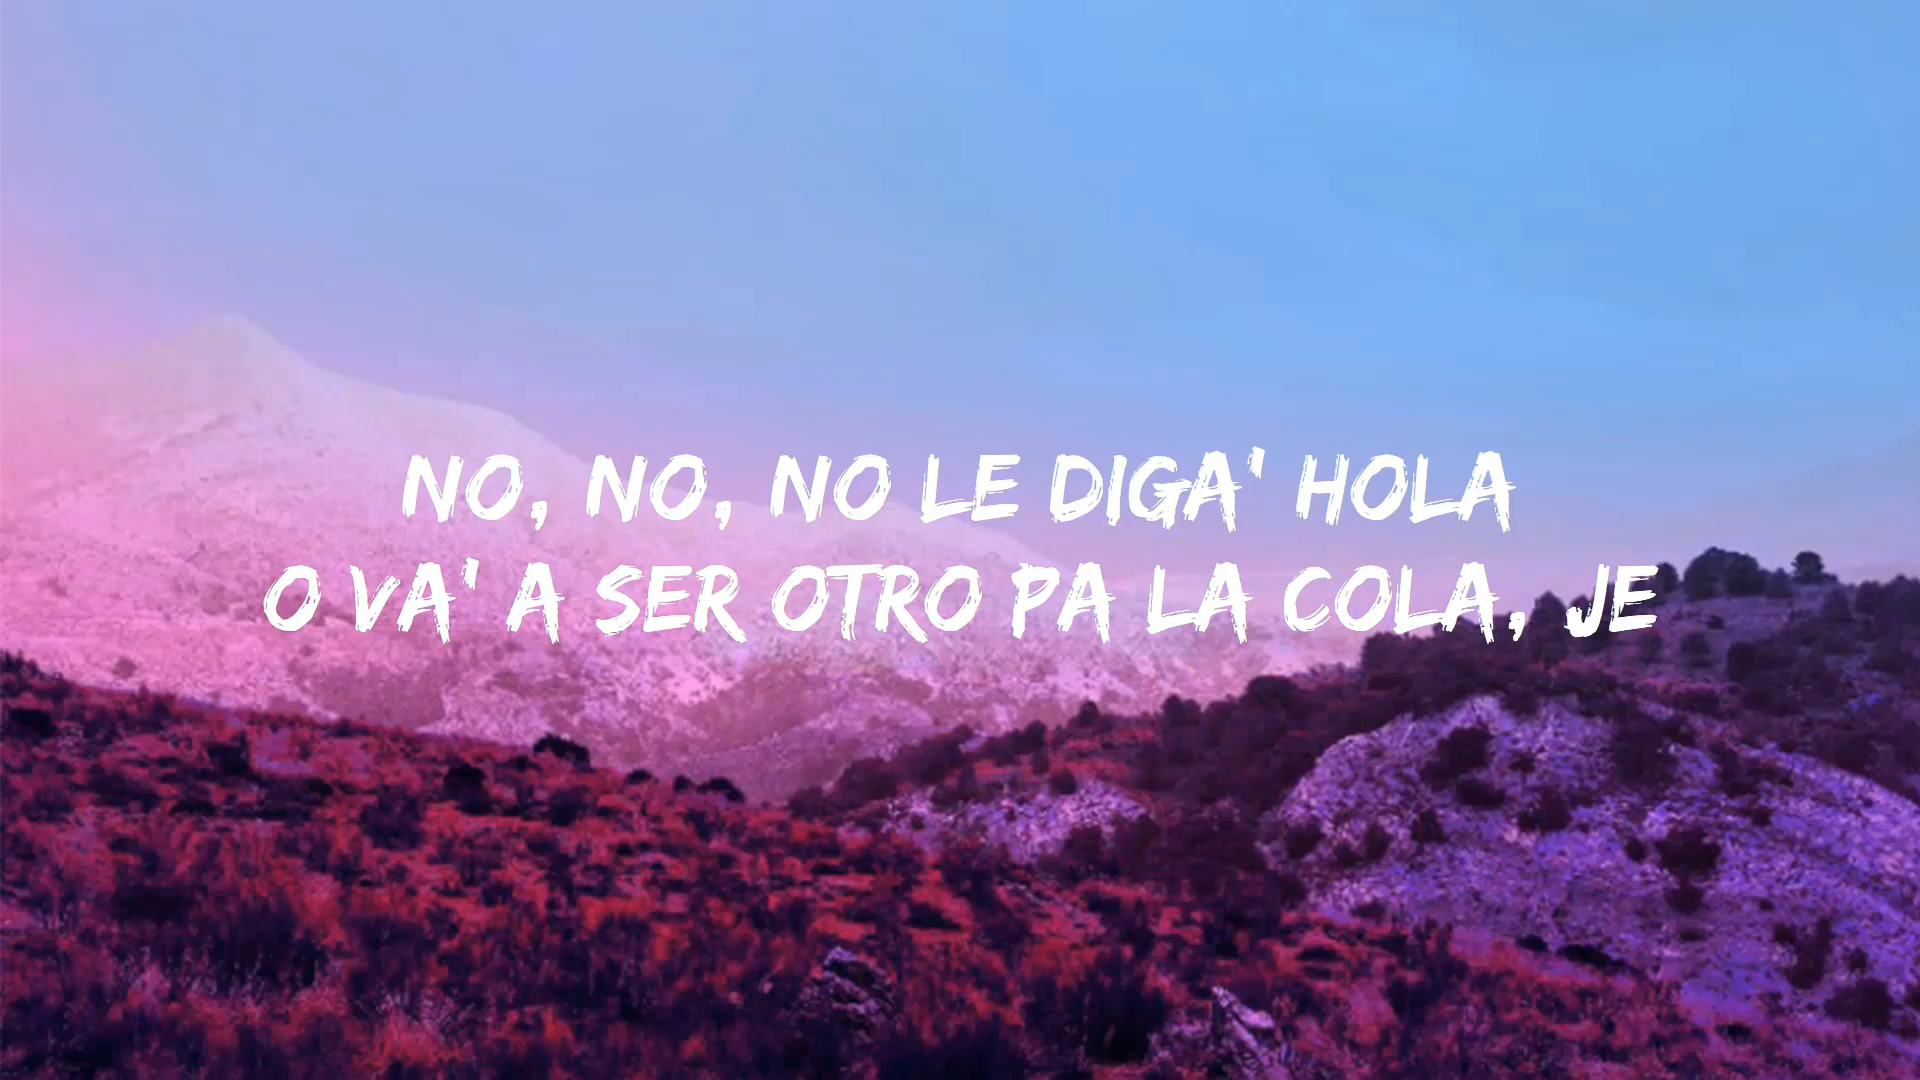 NO, NO, NO LE DIGA' HOLA
O VA' A SER OTRO PA LA COLA, JE